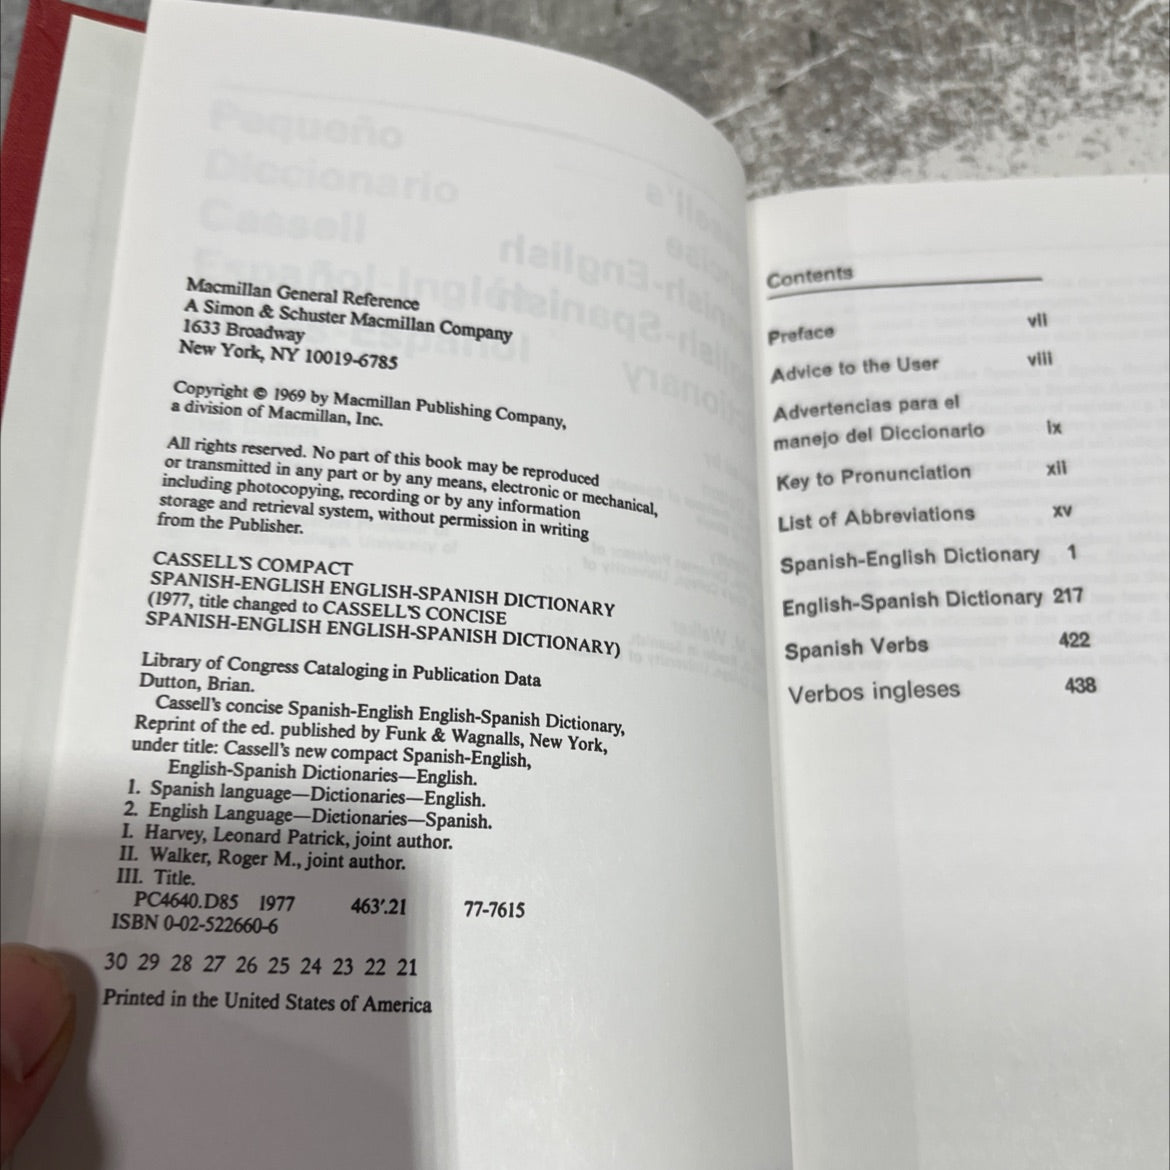 Macmillan General Reference
A Simon & Schuster Macmillan Company
1633 Broadway
New York, NY 10019-6785
Copyright © 1969 by Macmillan Publishing Company,
a division of Macmillan, Inc.
All rights reserved. No part of this book may be reproduced
or transmitted in any part or by any means, electronic or mechanical,
including photocopying, recording or by any information
storage and retrieval system, without permission in writing
from the Publisher.
CASSELL'S COMPACT
SPANISH-ENGLISH ENGLISH-SPANISH DICTIONARY
(1977, title changed to CASSELL'S CONCISE
SPANISH-ENGLISH ENGLISH-SPANISH DICTIONARY)
Library of Congress Cataloging in Publication Data
Dutton, Brian.
Cassell's concise Spanish-English English-Spanish Dictionary,
Reprint of the ed. published by Funk & Wagnalls, New York,
under title: Cassell's new compact Spanish-English,
English-Spanish Dictionaries—English.
1. Spanish language—Dictionaries—English.
2. English Language—Dictionaries—Spanish.
I. Harvey, Leonard Patrick, joint author.
II. Walker, Roger M., joint author.
III. Title.
PC4640.D85 1977 463'.21 77-7615
ISBN 0-02-522660-6
30 29 28 27 26 25 24 23 22 21
Printed in the United States of America
Contents
Preface vii
Advice to the User viii
Advertencias para el
manejo del Diccionario ix
Key to Pronunciation xii
List of Abbreviations xv
Spanish-English Dictionary 1
English-Spanish Dictionary 217
Spanish Verbs 422
Verbos ingleses 438